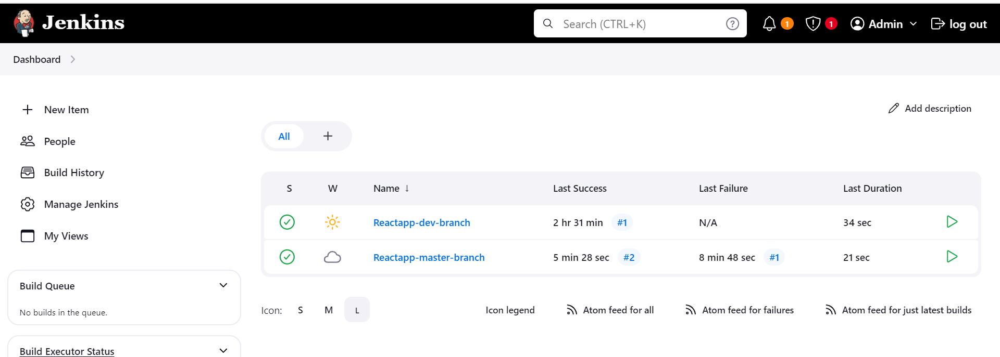 Jenkins
Search (CTRL+K)
1
1
Admin
log out
Dashboard
New Item
People
Build History
Manage Jenkins
My Views
Add description
All
S W Name ↓ Last Success Last Failure Last Duration
Reactapp-dev-branch 2 hr 31 min #1 N/A 34 sec
Reactapp-master-branch 5 min 28 sec #2 8 min 48 sec #1 21 sec
Build Queue
No builds in the queue.
Build Executor Status
Icon: S M L
Icon legend
Atom feed for all
Atom feed for failures
Atom feed for just latest builds